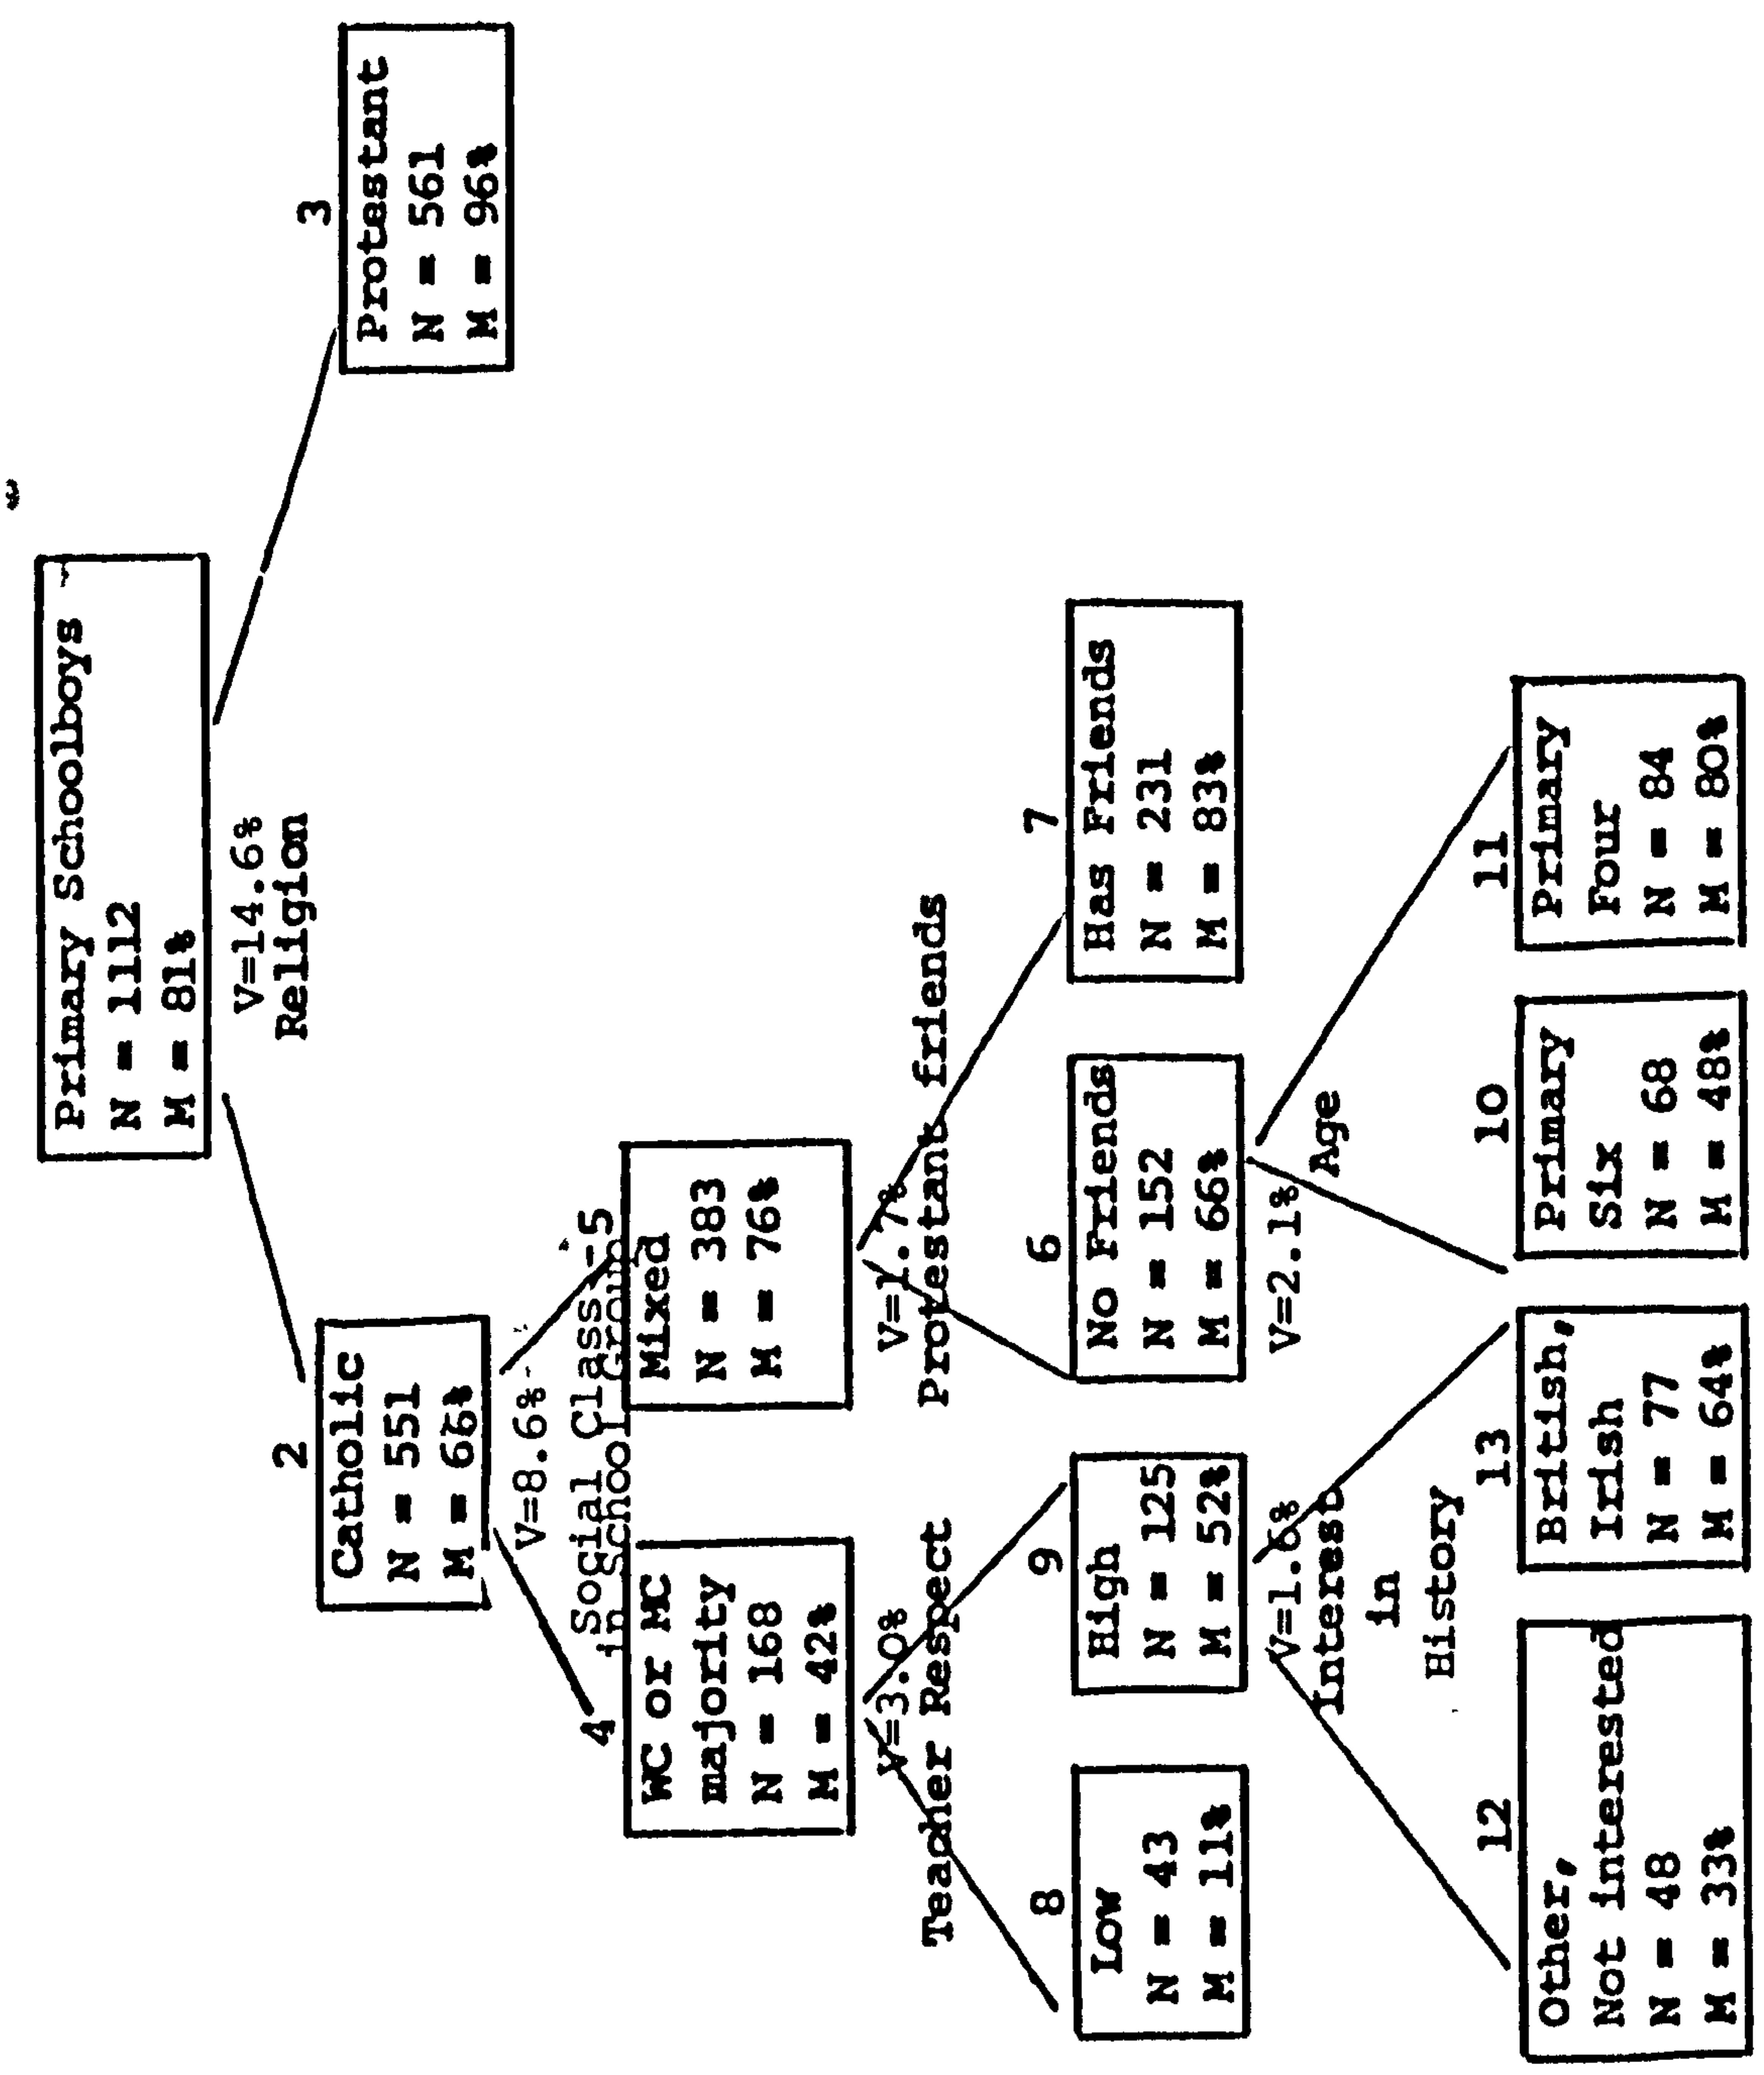 Primary Schoolboys
N = 1112
M = 81%
V=14.6%
Religion
2
Catholic
N = 551
M = 66%
3
Protestant
N = 561
M = 96%
V=8.6%
Social Class
in School Group
4
WC or MC
majority
N = 168
M = 42%
5
Mixed
N = 383
M = 76%
V=3.0%
Teacher Respect
V=1.7%
Protestant friends
8
Low
N = 43
M = 11%
9
High
N = 125
M = 52%
6
No Friends
N = 152
M = 66%
7
Has Friends
N = 231
M = 83%
V=1.6%
Interest
in
History
V=2.1%
Age
12
Other,
Not interested
N = 48
M = 33%
13
British,
Irish
N = 77
M = 64%
10
Primary
Six
N = 68
M = 48%
11
Primary
Four
N = 84
M = 80%